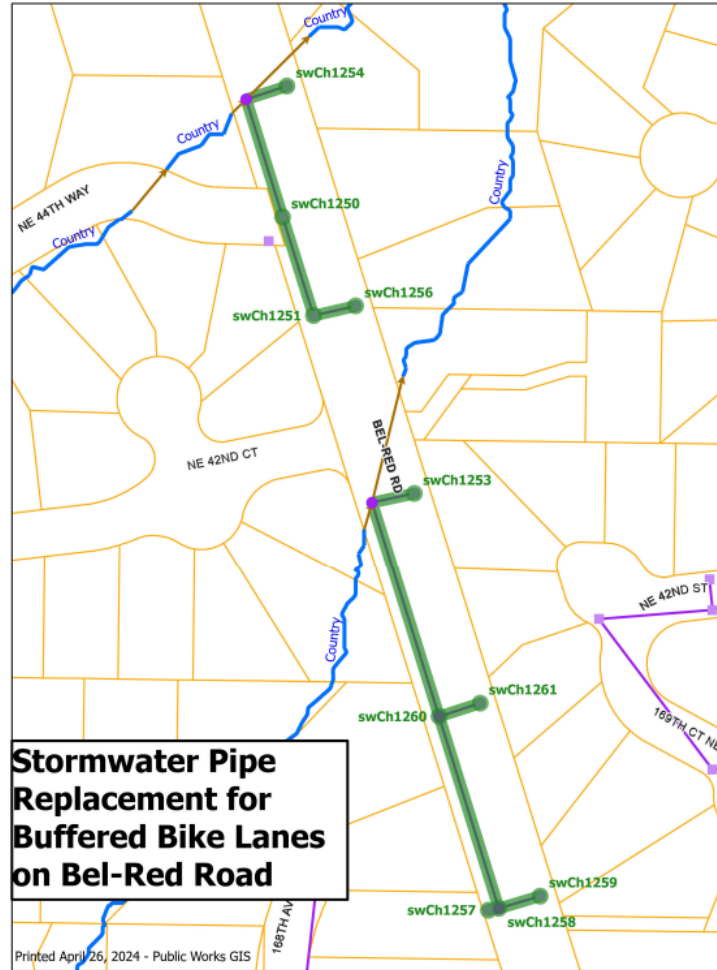 Country
swCh1254
Country
NE 44TH WAY
Country
swCh1250
Country
swCh1256
swCh1251
BEL-RED RD
NE 42ND CT
swCh1253
NE 42ND ST
Country
swCh1261
swCh1260
169TH CT NE
Stormwater Pipe
Replacement for
Buffered Bike Lanes
on Bel-Red Road
swCh1259
swCh1257
swCh1258
168TH AV
Printed April 26, 2024 - Public Works GIS